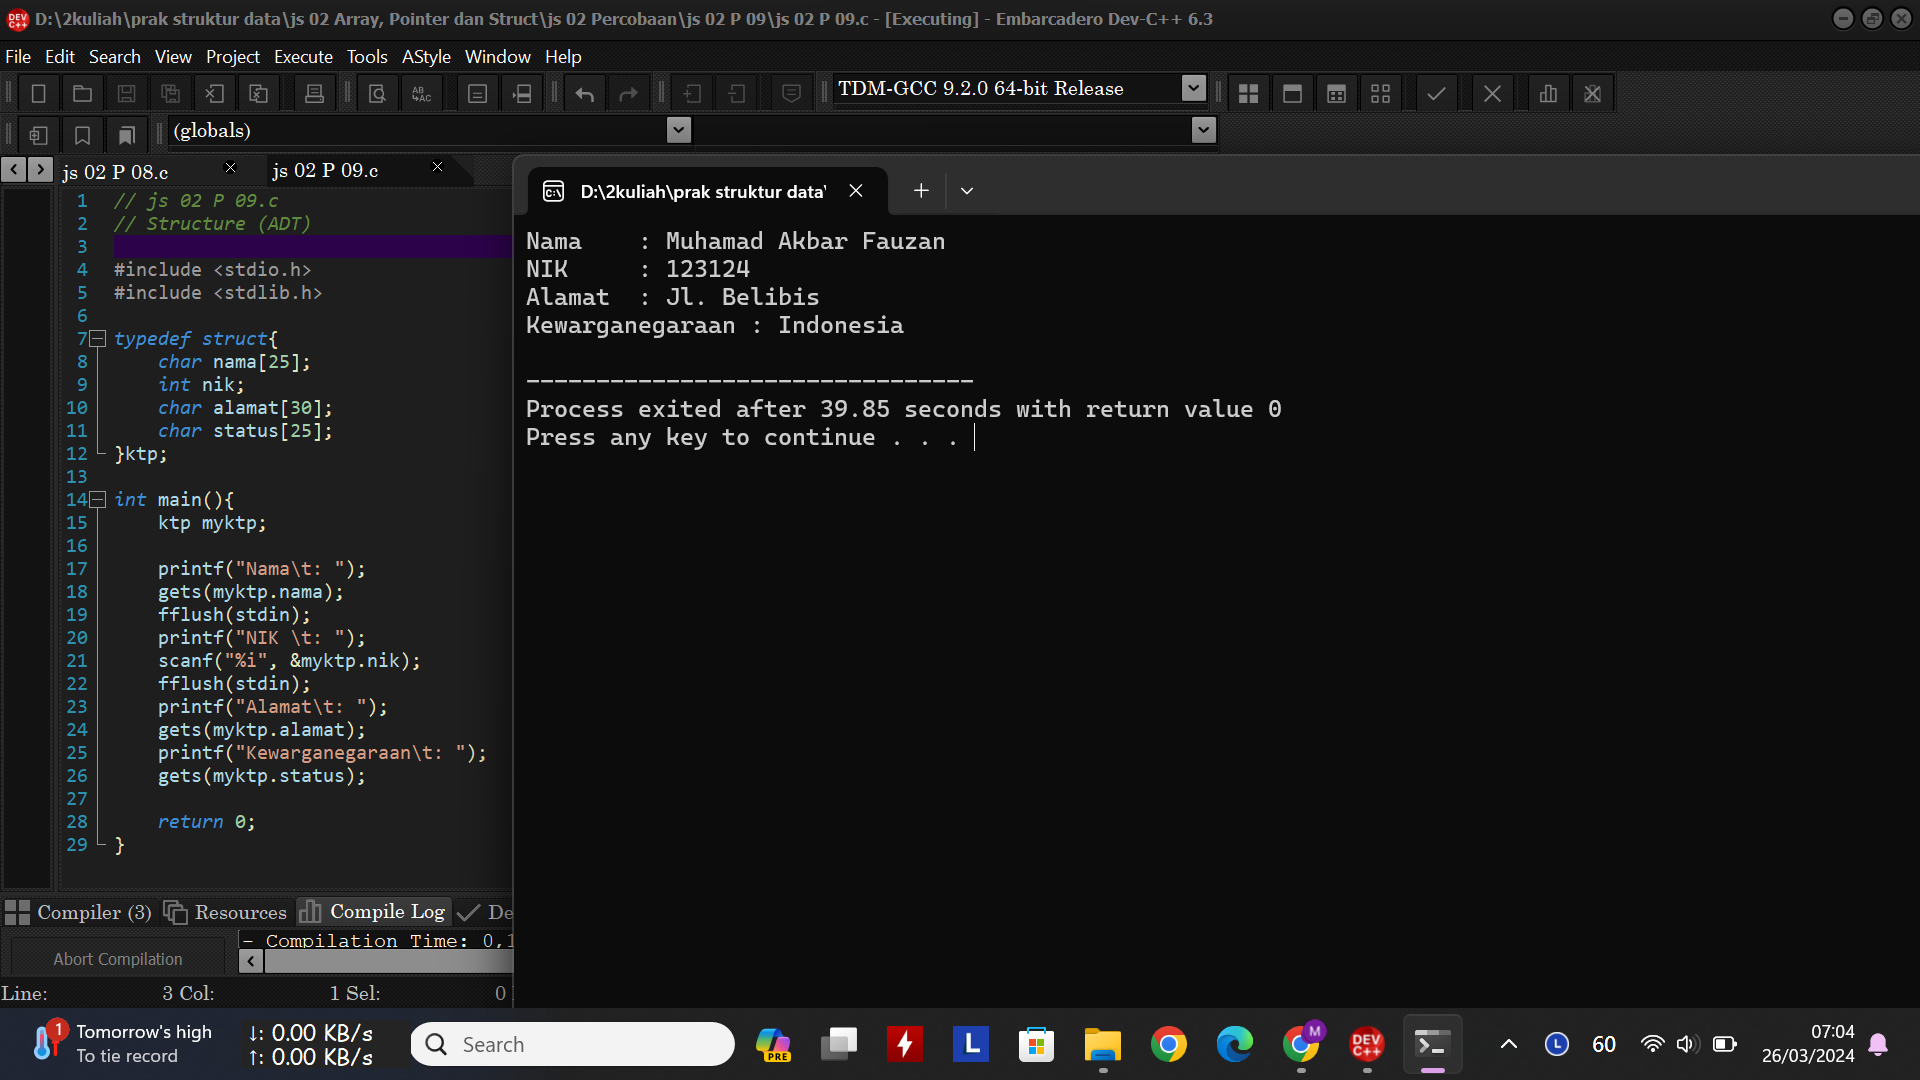 D:\2kuliah\prak struktur data\js 02 Array, Pointer dan Struct\js 02 Percobaan\js 02 P 09\js 02 P 09.c - [Executing] - Embarcadero Dev-C++ 6.3
File Edit Search View Project Execute Tools AStyle Window Help
TDM-GCC 9.2.0 64-bit Release
(globals)
js 02 P 08.c
js 02 P 09.c
1 // js 02 P 09.c
2 // Structure (ADT)
3
4 #include <stdio.h>
5 #include <stdlib.h>
6
7 typedef struct{
8 char nama[25];
9 int nik;
10 char alamat[30];
11 char status[25];
12 }ktp;
13
14 int main(){
15 ktp myktp;
16
17 printf("Nama\t: ");
18 gets(myktp.nama);
19 fflush(stdin);
20 printf("NIK \t: ");
21 scanf("%i", &myktp.nik);
22 fflush(stdin);
23 printf("Alamat\t: ");
24 gets(myktp.alamat);
25 printf("Kewarganegaraan\t: ");
26 gets(myktp.status);
27
28 return 0;
29 }
D:\2kuliah\prak struktur data\
Nama : Muhamad Akbar Fauzan
NIK : 123124
Alamat : Jl. Belibis
Kewarganegaraan : Indonesia
--------------------------------
Process exited after 39.85 seconds with return value 0
Press any key to continue . . .
Compiler (3) Resources Compile Log De
- Compilation Time: 0,1
Abort Compilation
Line: 3 Col: 1 Sel: 0
1
Tomorrow's high
To tie record
↓: 0.00 KB/s
↑: 0.00 KB/s
Search
PRE
L
M
DEV C++
L
60
07:04
26/03/2024